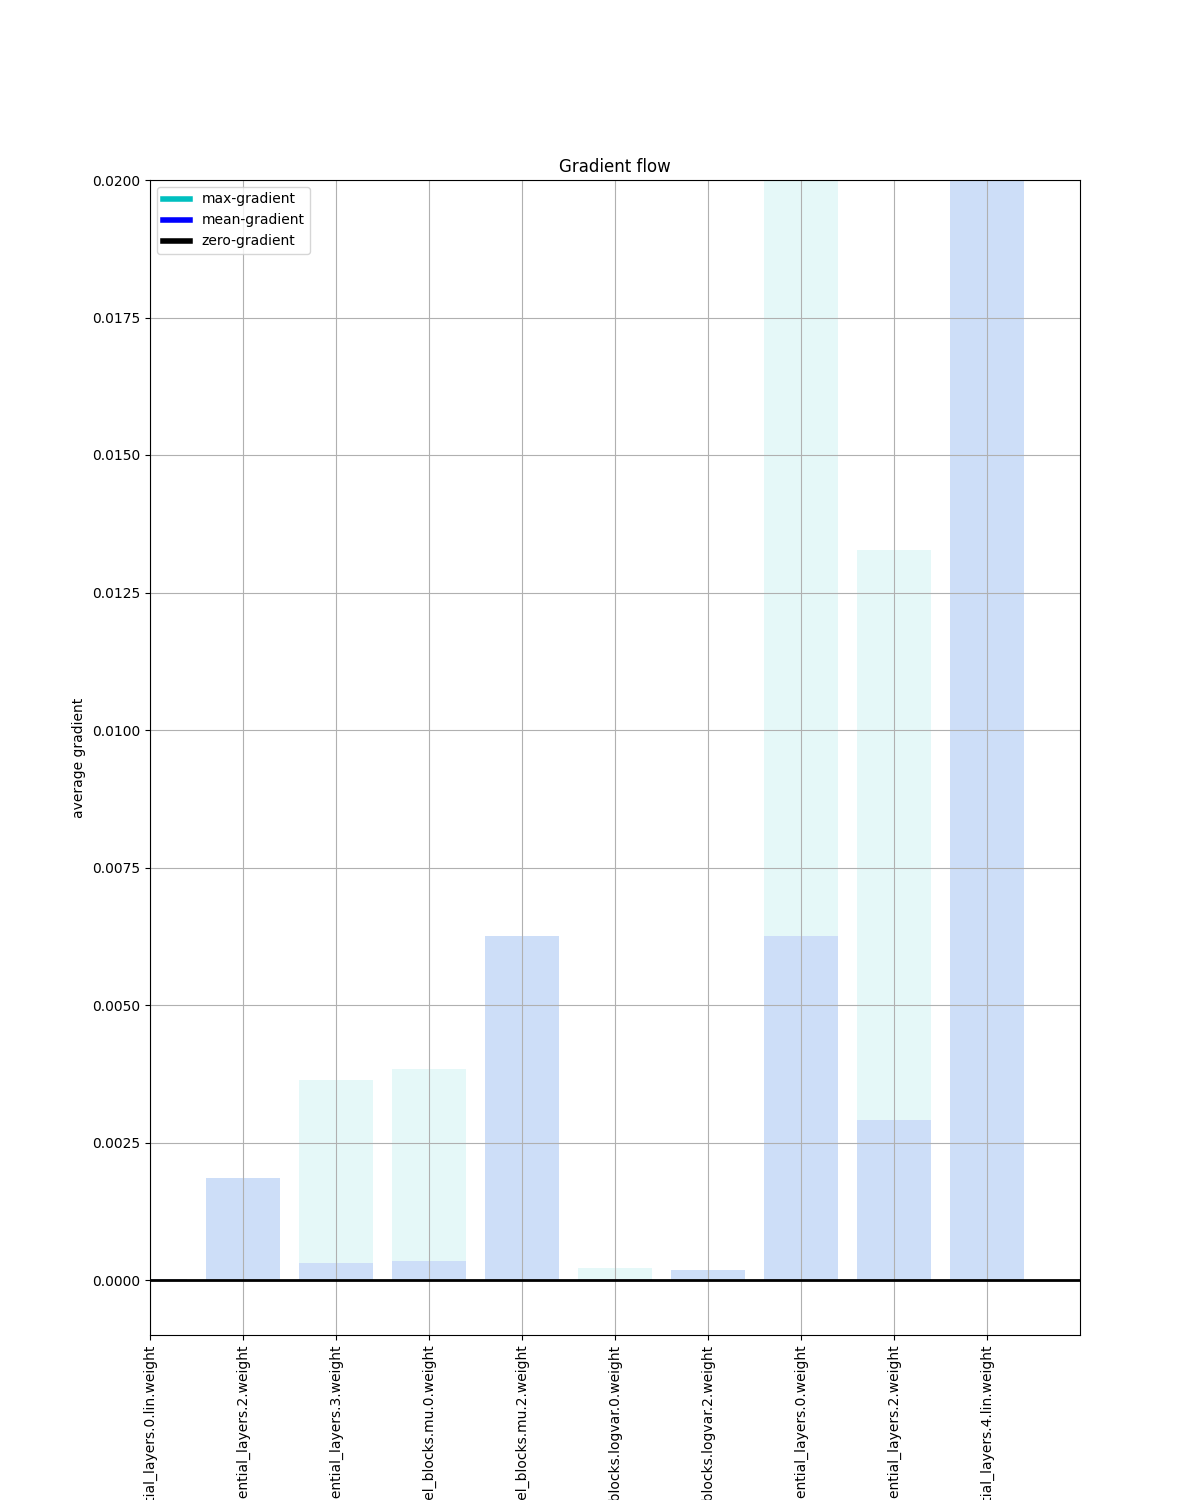 Gradient flow
max-gradient
mean-gradient
zero-gradient
0.0200
0.0175
0.0150
0.0125
0.0100
0.0075
0.0050
0.0025
0.0000
average gradient
tial_layers.0.lin.weight
ential_layers.2.weight
ential_layers.3.weight
el_blocks.mu.0.weight
el_blocks.mu.2.weight
blocks.logvar.0.weight
blocks.logvar.2.weight
ential_layers.0.weight
ential_layers.2.weight
tial_layers.4.lin.weight